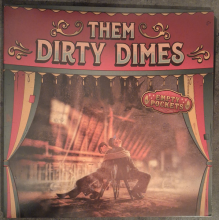 THEM
DIRTY DIMES
EMPTY
POCKETS